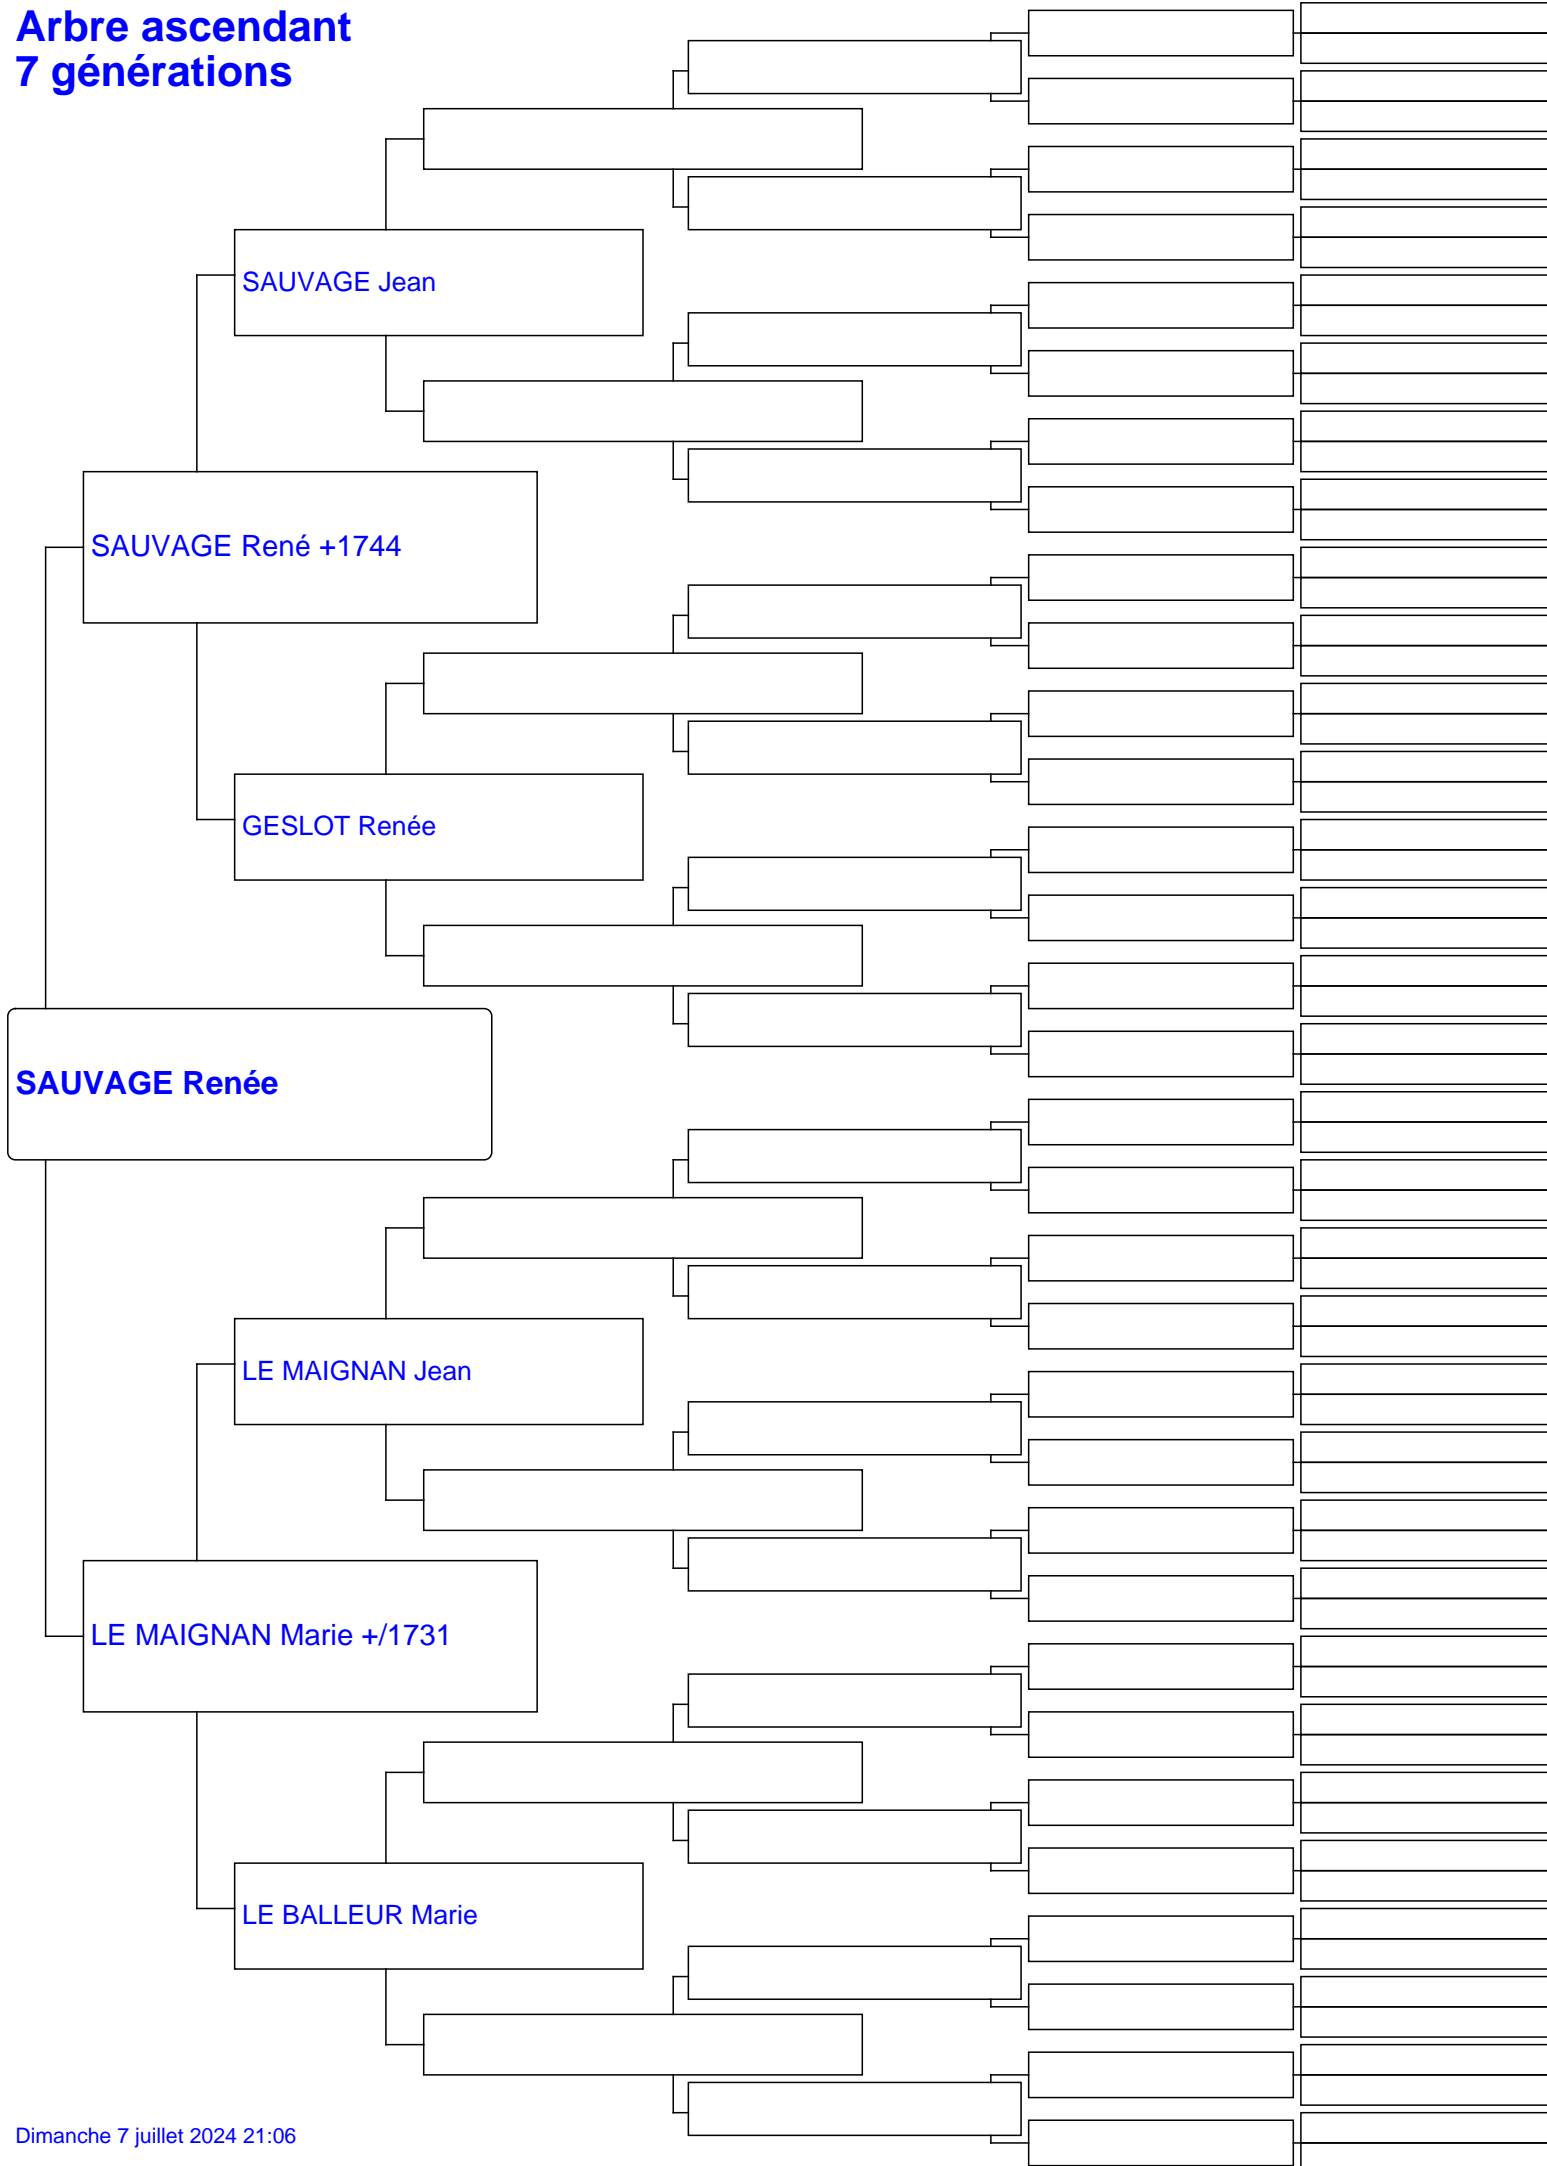 Arbre ascendant
7 générations
SAUVAGE Jean
SAUVAGE René +1744
GESLOT Renée
SAUVAGE Renée
LE MAIGNAN Jean
LE MAIGNAN Marie +/1731
LE BALLEUR Marie
Dimanche 7 juillet 2024 21:06